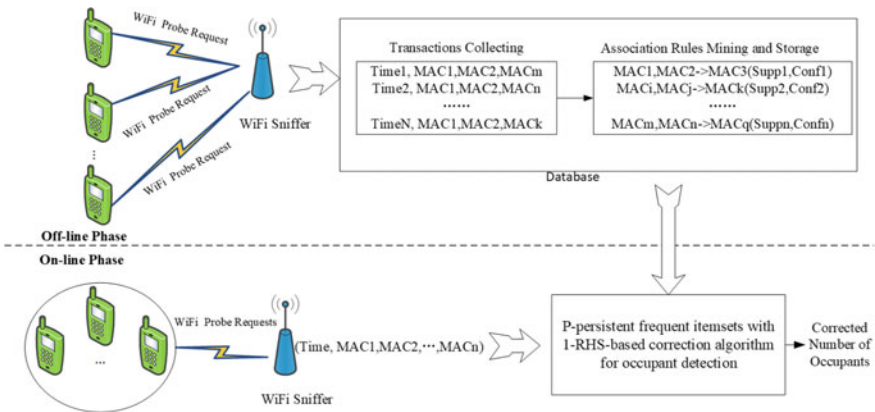 WiFi Probe Request
WiFi Probe Request
WiFi Probe Request
...
WiFi Sniffer
Transactions Collecting
Time1, MAC1,MAC2,MACm
Time2, MAC1,MAC2,MACn
......
TimeN, MAC1,MAC2,MACk
Association Rules Mining and Storage
MAC1,MAC2->MAC3(Supp1,Conf1)
MACi,MACj->MACk(Supp2,Conf2)
......
MACm,MACn->MACq(Suppn,Confn)
Database
Off-line Phase
On-line Phase
...
WiFi Probe Requests
WiFi Sniffer
(Time, MAC1,MAC2,···,MACn)
P-persistent frequent itemsets with
1-RHS-based correction algorithm
for occupant detection
Corrected
Number of
Occupants